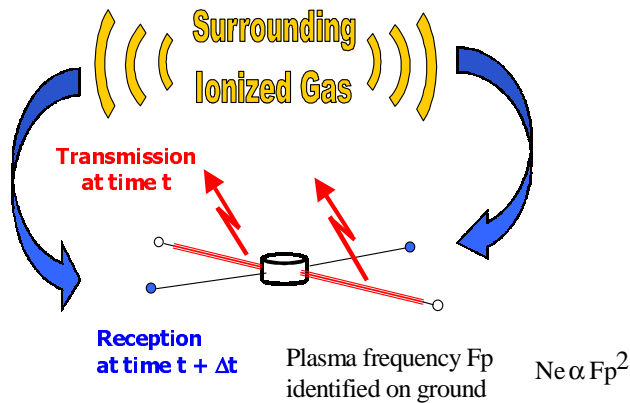 Surrounding
Ionized Gas
Transmission
at time t
Reception
at time t + Δt
Plasma frequency Fp
identified on ground
Ne α Fp²